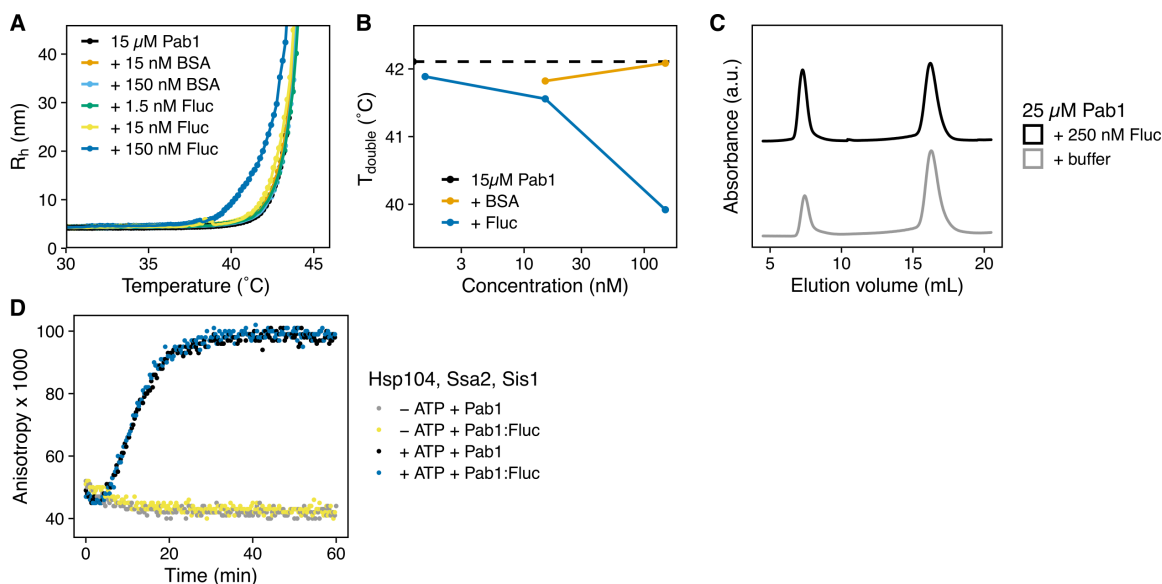 A
15 µM Pab1
+ 15 nM BSA
+ 150 nM BSA
+ 1.5 nM Fluc
+ 15 nM Fluc
+ 150 nM Fluc
Rh (nm)
40
30
20
10
0
30
35
40
45
Temperature (˚C)
B
Tdouble (˚C)
42
41
40
15µM Pab1
+ BSA
+ Fluc
3
10
30
100
Concentration (nM)
C
Absorbance (a.u.)
5
10
15
20
Elution volume (mL)
25 µM Pab1
+ 250 nM Fluc
+ buffer
D
Anisotropy x 1000
100
80
60
40
0
20
40
60
Time (min)
Hsp104, Ssa2, Sis1
– ATP + Pab1
– ATP + Pab1:Fluc
+ ATP + Pab1
+ ATP + Pab1:Fluc